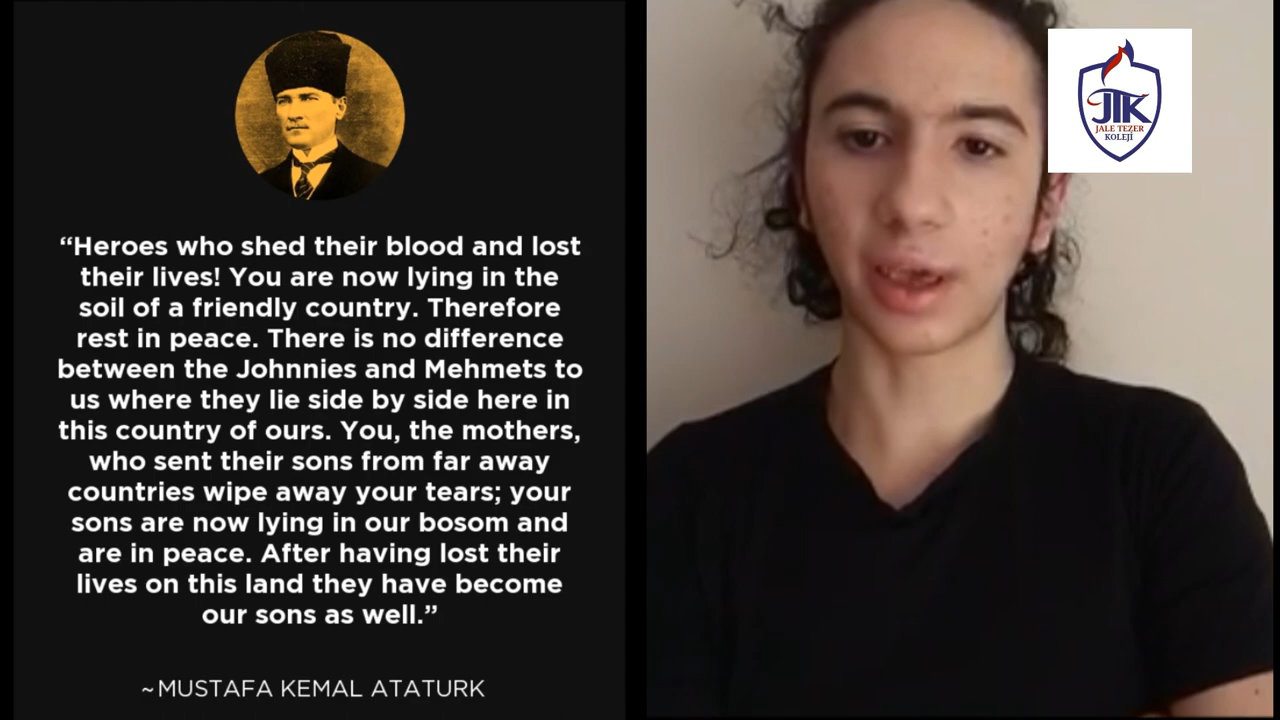 “Heroes who shed their blood and lost
their lives! You are now lying in the
soil of a friendly country. Therefore
rest in peace. There is no difference
between the Johnnies and Mehmets to
us where they lie side by side here in
this country of ours. You, the mothers,
who sent their sons from far away
countries wipe away your tears; your
sons are now lying in our bosom and
are in peace. After having lost their
lives on this land they have become
our sons as well.”
~MUSTAFA KEMAL ATATURK
JTK
JALE TEZER
KOLEJİ